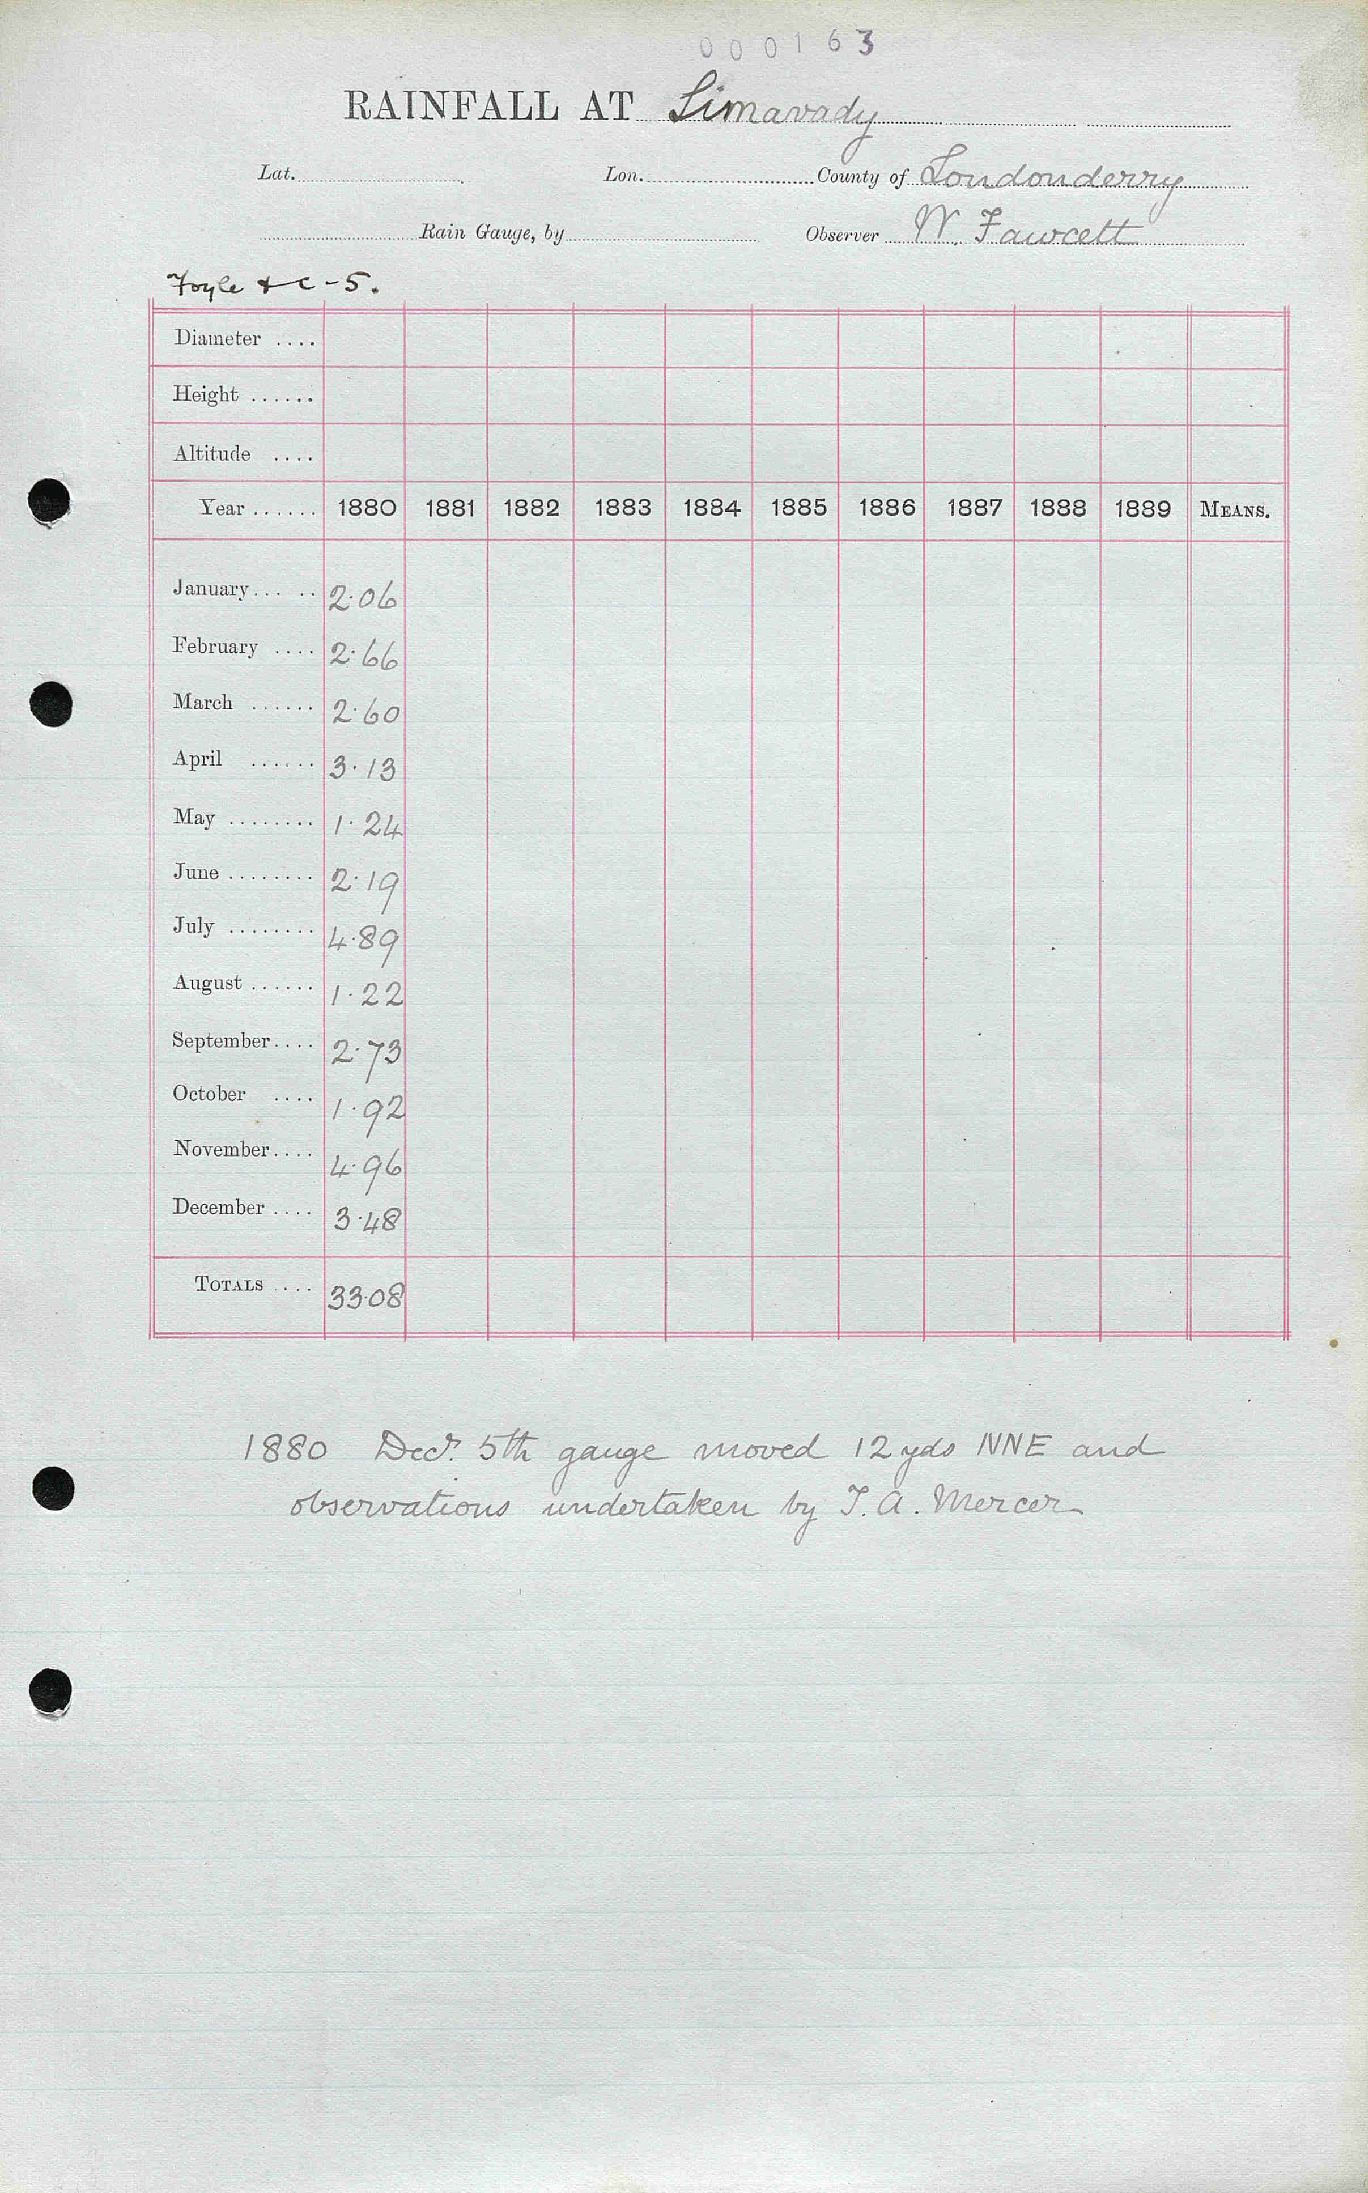 000163
RAINFALL AT Limavady
Lat. Lon. County of Londonderry
Rain Gauge, by Observer W. Fawcett
Foyle & C - 5.
Diameter ....
Height ......
Altitude ....
Year ...... 1880 1881 1882 1883 1884 1885 1886 1887 1888 1889 MEANS.
January ..... 2.06
February .... 2.66
March ...... 2.60
April ...... 3.13
May ........ 1.24
June ........ 2.19
July ........ 4.89
August ...... 1.22
September .... 2.73
October .... 1.92
November .... 4.96
December .... 3.48
TOTALS .... 33.08
1880 Decr. 5th gauge moved 12 yds NNE and
observations undertaken by T. A. Mercer